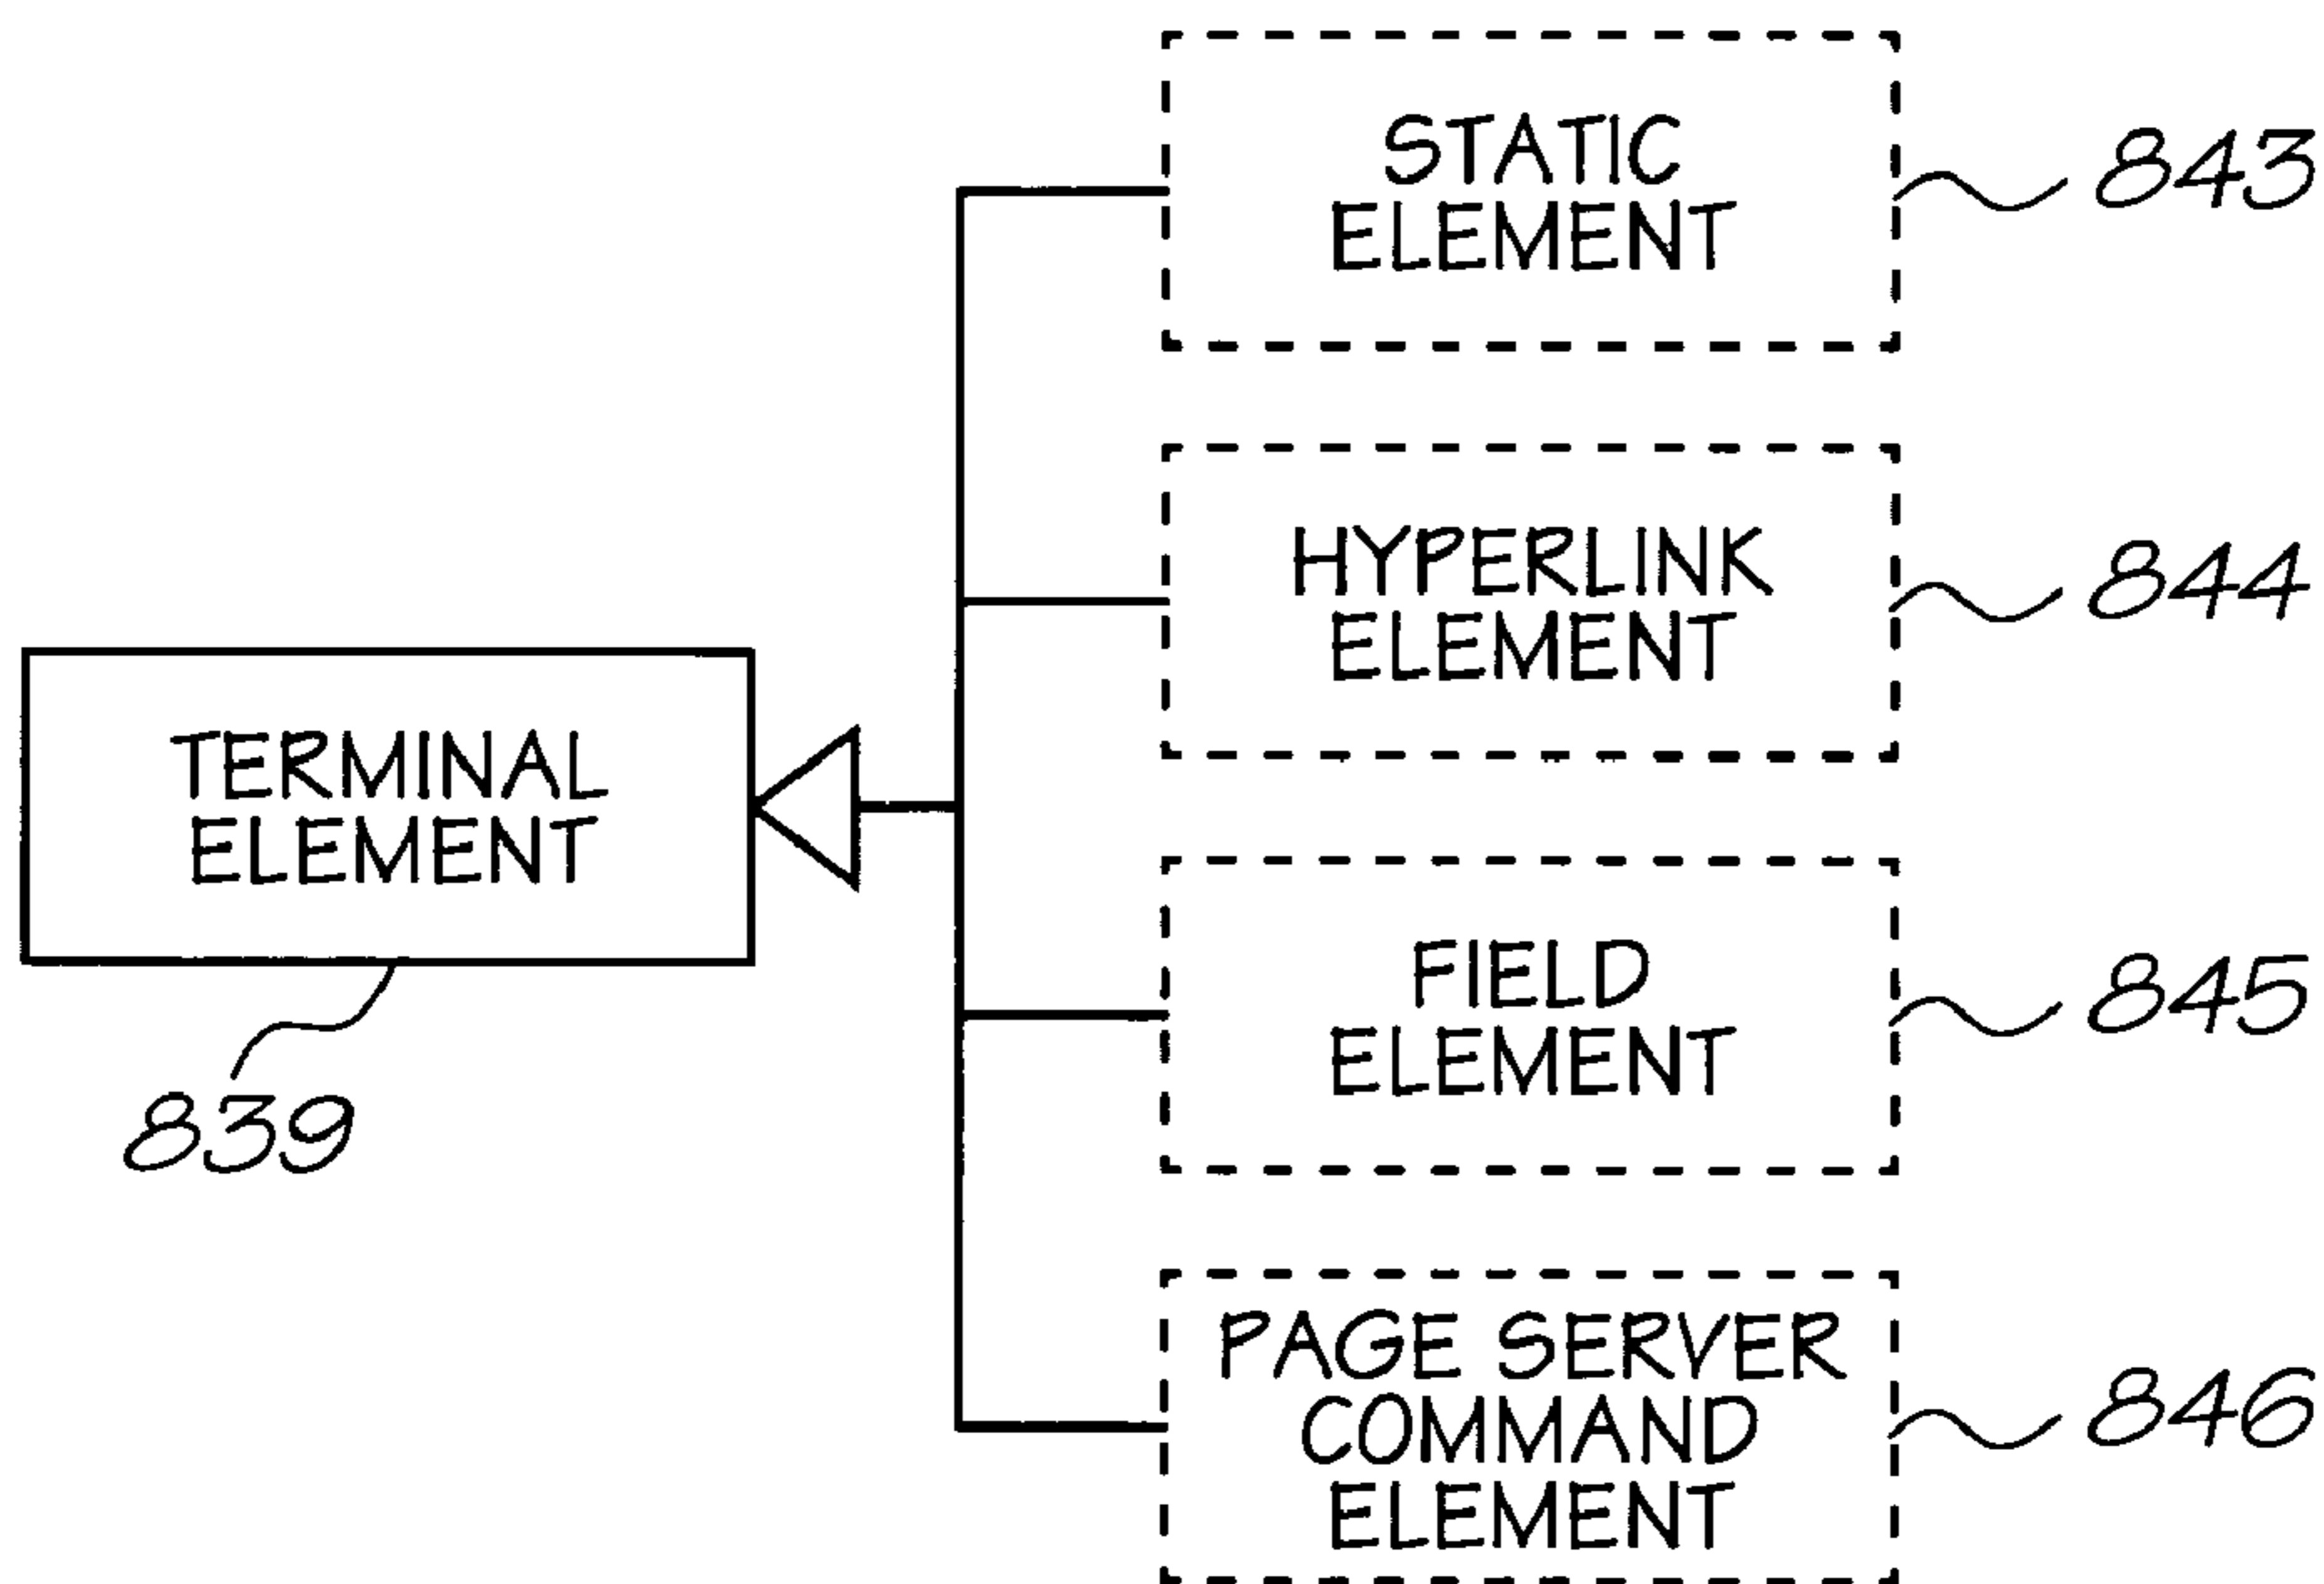 STATIC
ELEMENT
843
HYPERLINK
ELEMENT
844
TERMINAL
ELEMENT
839
FIELD
ELEMENT
845
PAGE SERVER
COMMAND
ELEMENT
846